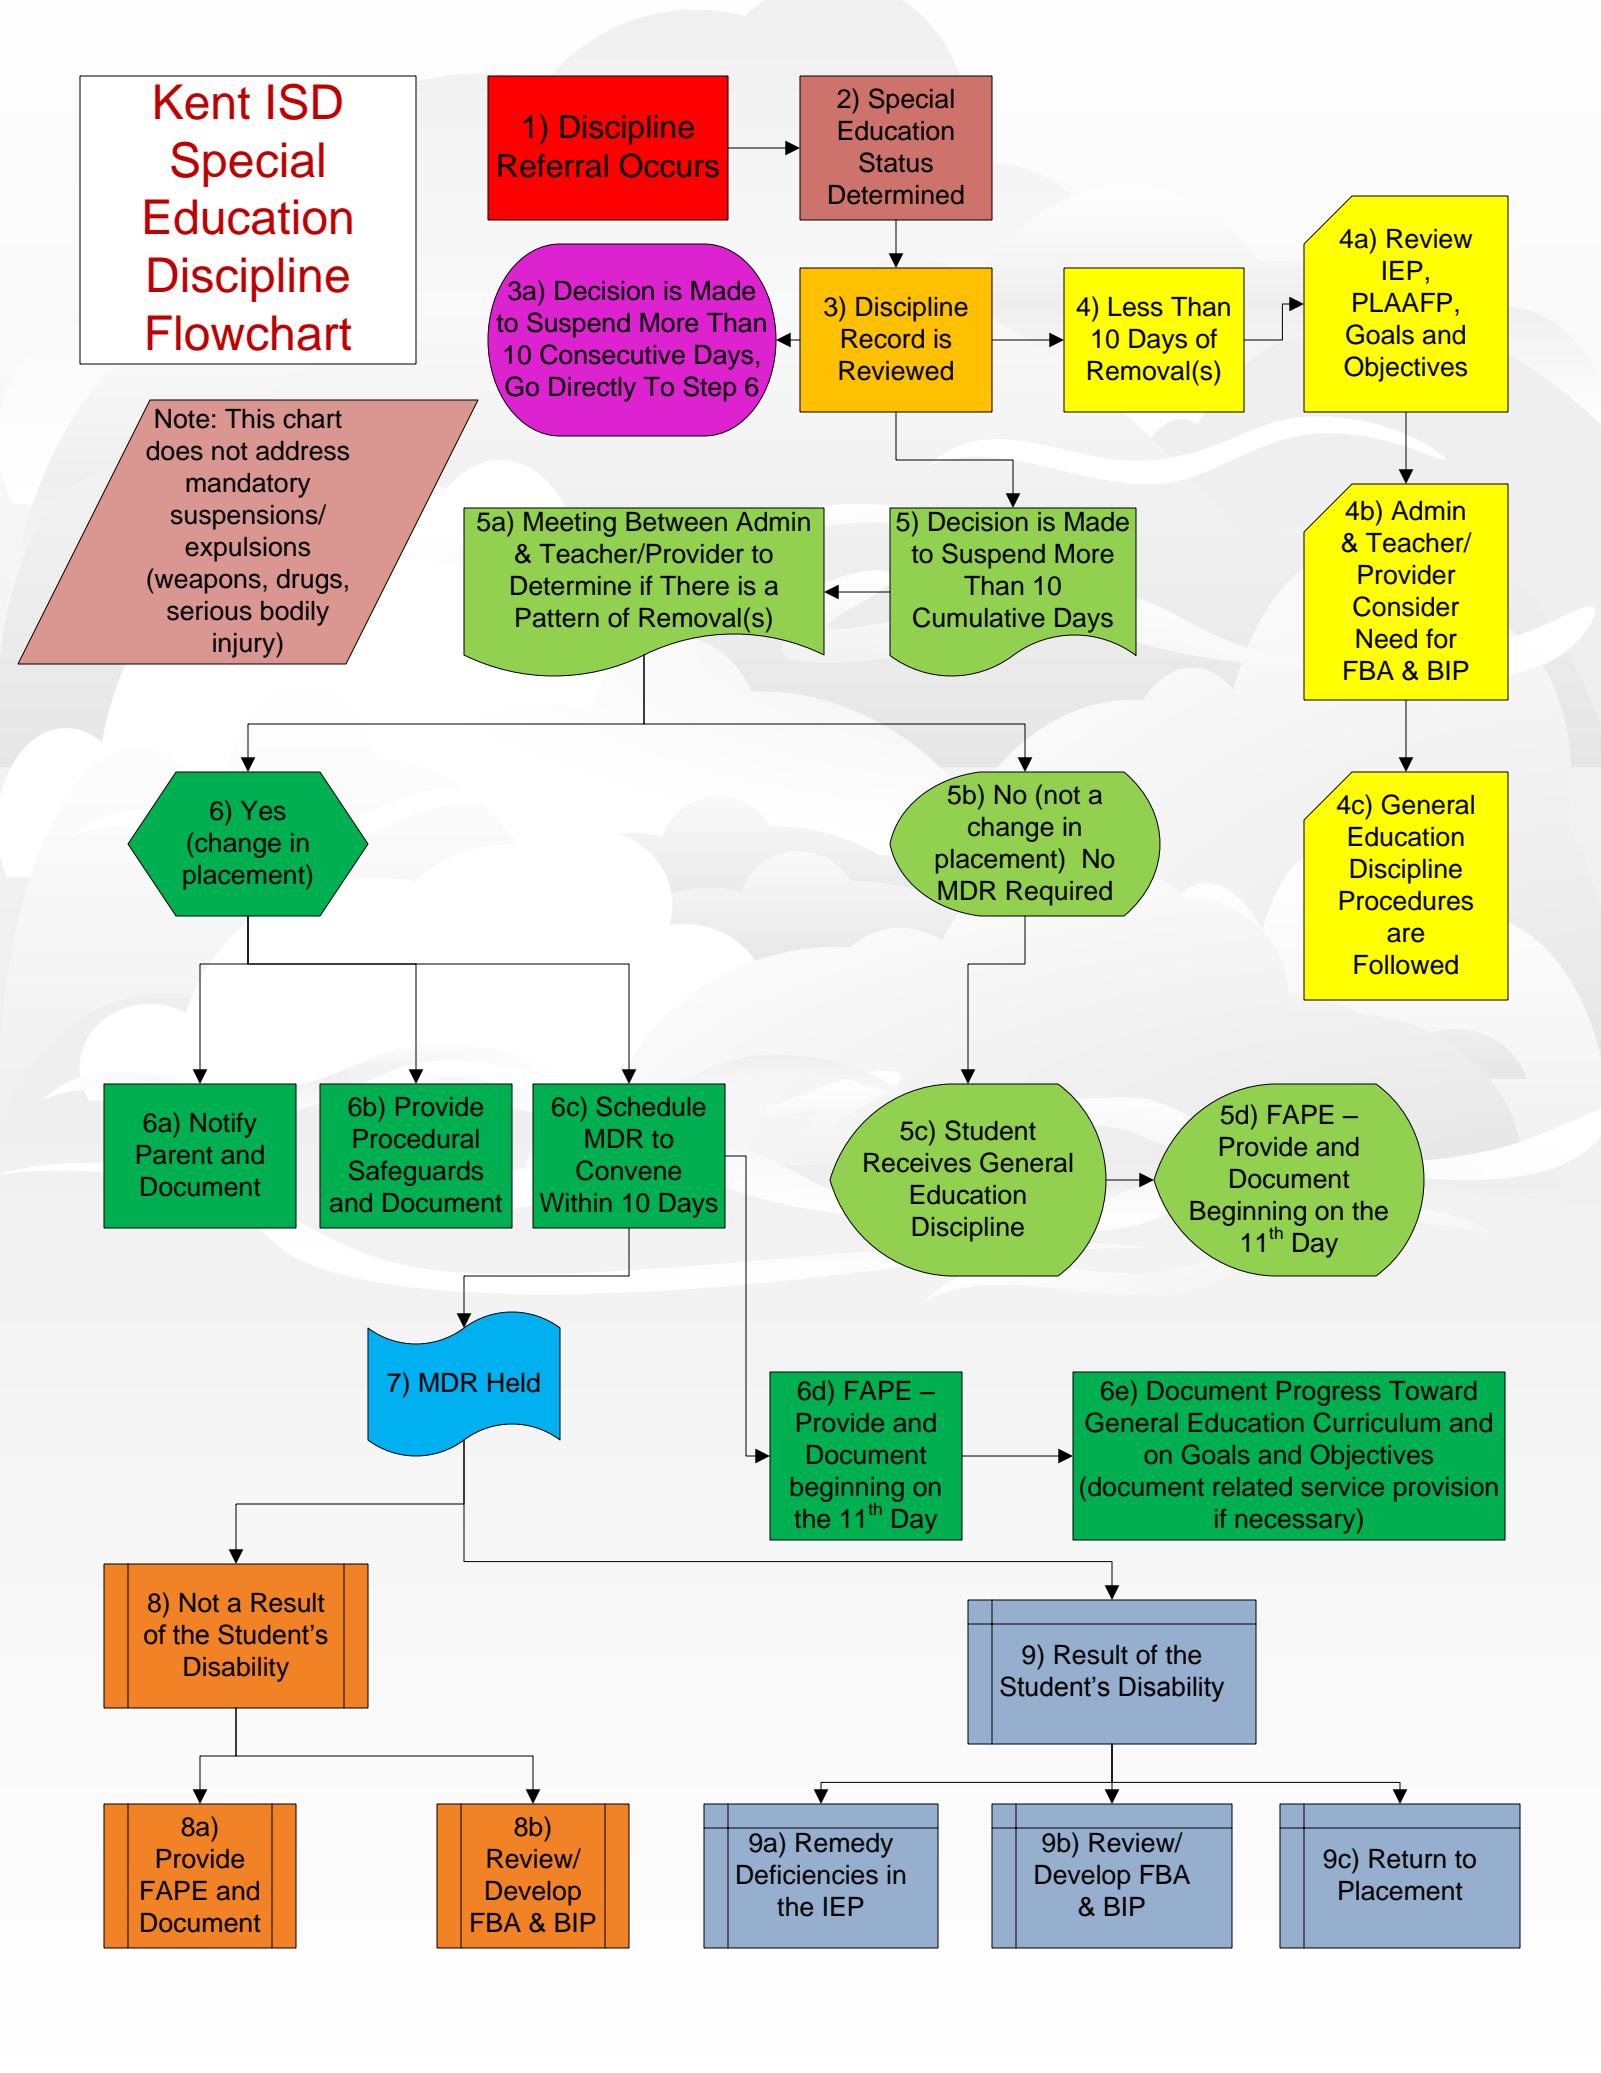 Kent ISD
Special
Education
Discipline
Flowchart
1) Discipline
Referral Occurs
2) Special
Education
Status
Determined
3a) Decision is Made
to Suspend More Than
10 Consecutive Days,
Go Directly To Step 6
3) Discipline
Record is
Reviewed
4) Less Than
10 Days of
Removal(s)
4a) Review
IEP,
PLAAFP,
Goals and
Objectives
Note: This chart
does not address
mandatory
suspensions/
expulsions
(weapons, drugs,
serious bodily
injury)
5a) Meeting Between Admin
& Teacher/Provider to
Determine if There is a
Pattern of Removal(s)
5) Decision is Made
to Suspend More
Than 10
Cumulative Days
4b) Admin
& Teacher/
Provider
Consider
Need for
FBA & BIP
6) Yes
(change in
placement)
5b) No (not a
change in
placement)  No
MDR Required
4c) General
Education
Discipline
Procedures
are
Followed
6a) Notify
Parent and
Document
6b) Provide
Procedural
Safeguards
and Document
6c) Schedule
MDR to
Convene
Within 10 Days
5c) Student
Receives General
Education
Discipline
5d) FAPE –
Provide and
Document
Beginning on the
11th Day
7) MDR Held
6d) FAPE –
Provide and
Document
beginning on
the 11th Day
6e) Document Progress Toward
General Education Curriculum and
on Goals and Objectives
(document related service provision
if necessary)
8) Not a Result
of the Student’s
Disability
9) Result of the
Student’s Disability
8a)
Provide
FAPE and
Document
8b)
Review/
Develop
FBA & BIP
9a) Remedy
Deficiencies in
the IEP
9b) Review/
Develop FBA
& BIP
9c) Return to
Placement